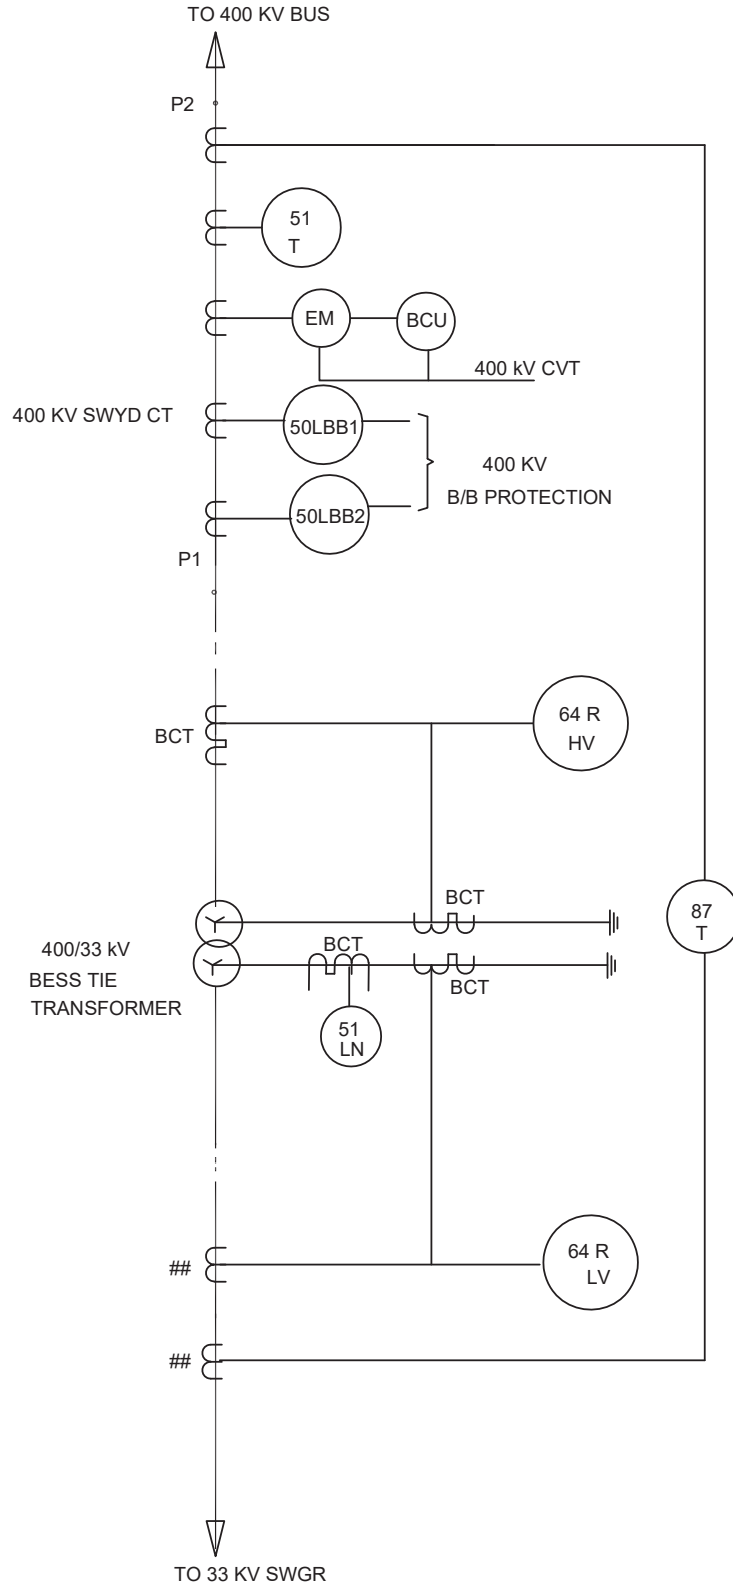 TO 400 KV BUS
P2
51
T
EM
BCU
400 kV CVT
400 KV SWYD CT
50LBB1
400 KV
B/B PROTECTION
50LBB2
P1
64 R
HV
BCT
BCT
87
T
400/33 kV
BESS TIE
TRANSFORMER
BCT
BCT
51
LN
##
64 R
LV
##
TO 33 KV SWGR